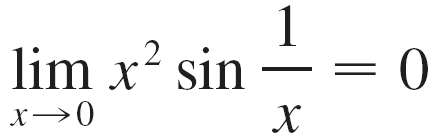 lim x→0 x² sin 1/x = 0